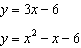 y = 3x − 6
y = x² − x − 6